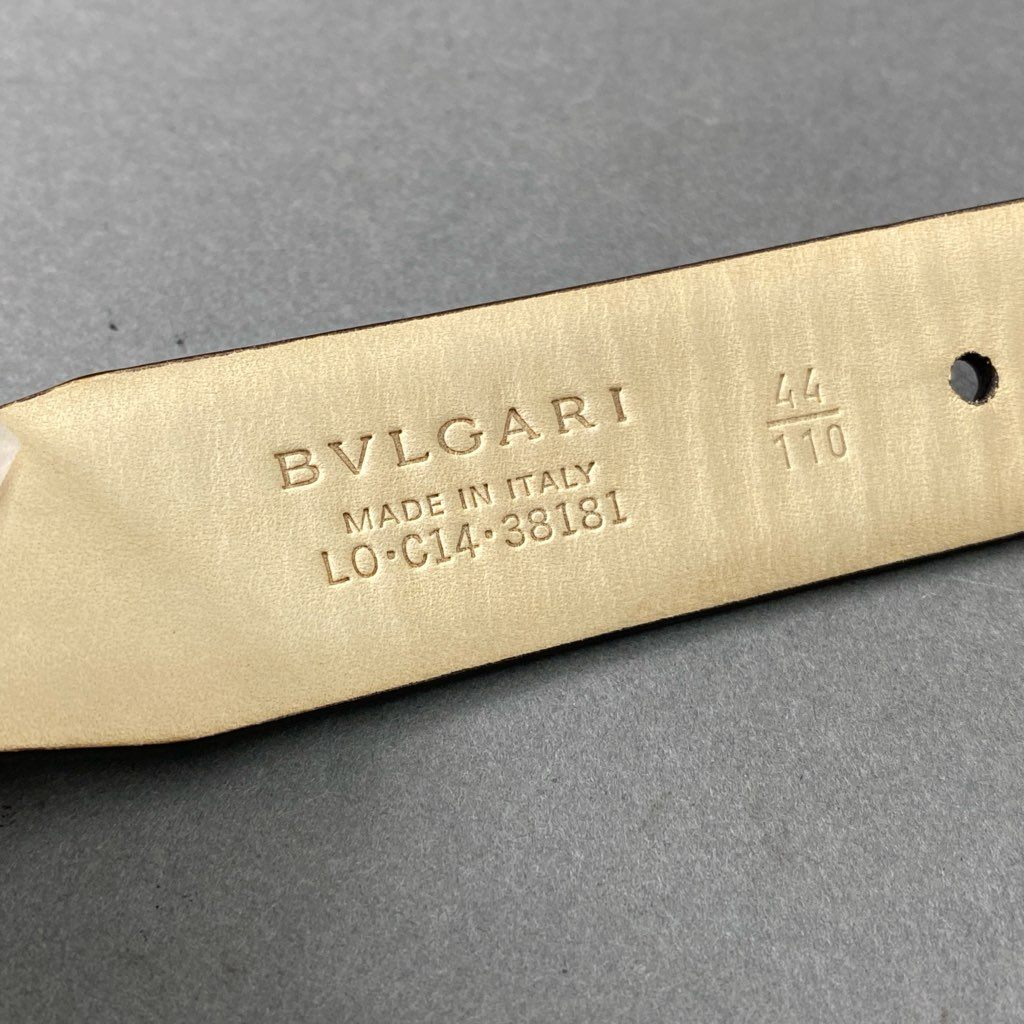 BVLGARI
MADE IN ITALY
LO·C14·38181
44
110